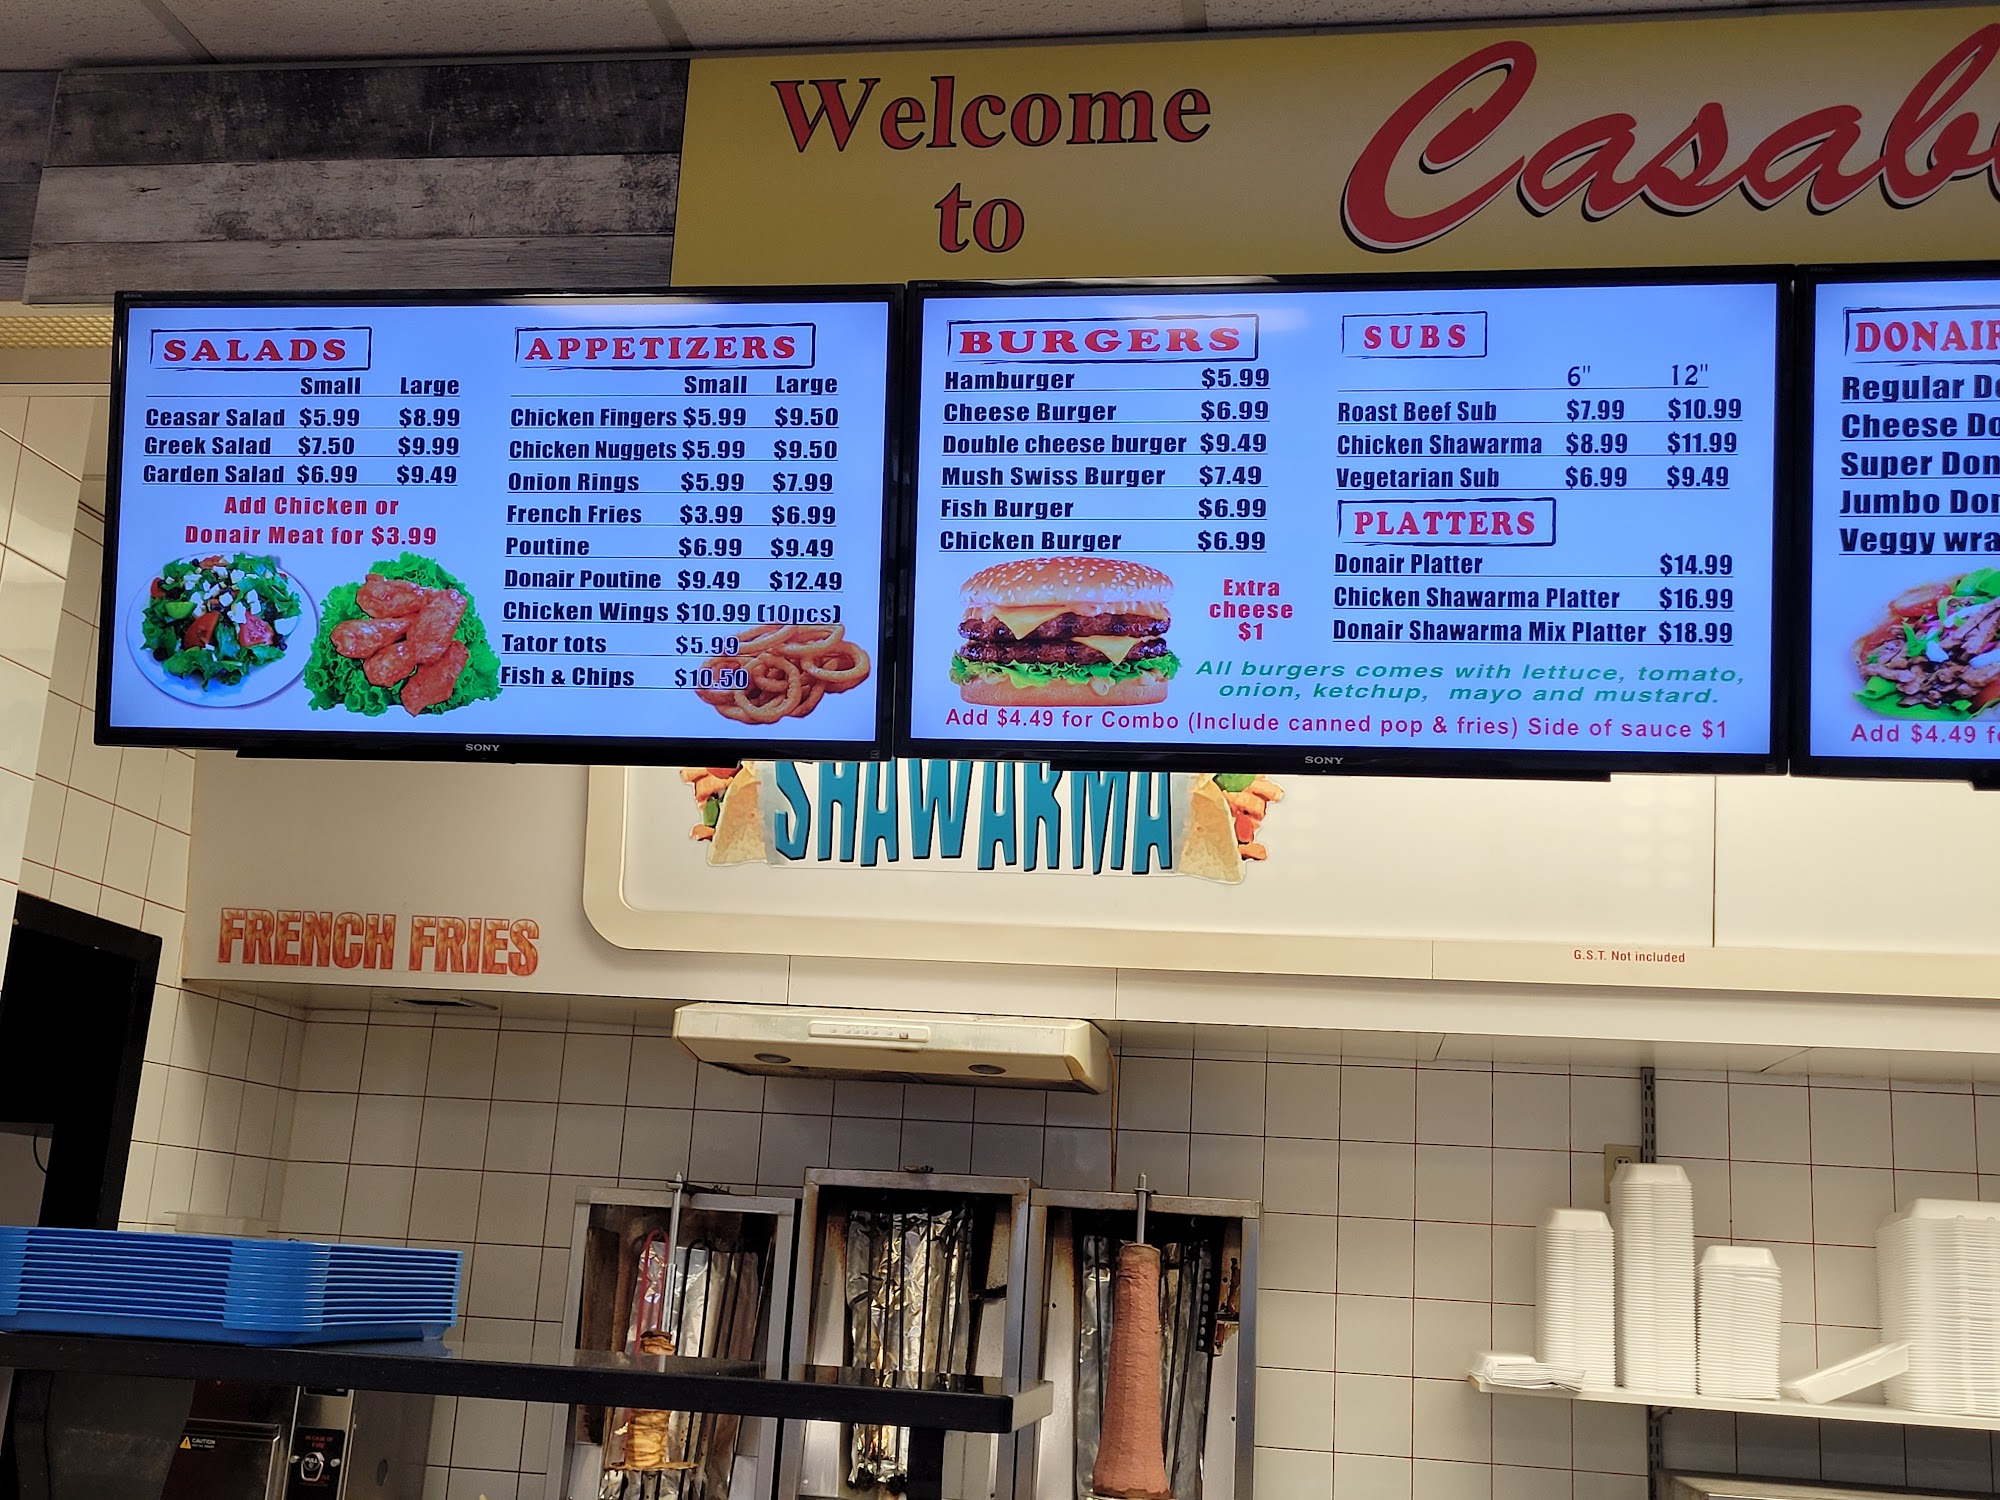 Welcome
to
Casab
SALADS
Small Large
Ceasar Salad $5.99 $8.99
Greek Salad $7.50 $9.99
Garden Salad $6.99 $9.49
Add Chicken or
Donair Meat for $3.99
APPETIZERS
Small Large
Chicken Fingers $5.99 $9.50
Chicken Nuggets $5.99 $9.50
Onion Rings $5.99 $7.99
French Fries $3.99 $6.99
Poutine $6.99 $9.49
Donair Poutine $9.49 $12.49
Chicken Wings $10.99 (10pcs)
Tator tots $5.99
Fish & Chips $10.50
SONY
BURGERS
Hamburger $5.99
Cheese Burger $6.99
Double cheese burger $9.49
Mush Swiss Burger $7.49
Fish Burger $6.99
Chicken Burger $6.99
Extra
cheese
$1
SUBS
6" 12"
Roast Beef Sub $7.99 $10.99
Chicken Shawarma $8.99 $11.99
Vegetarian Sub $6.99 $9.49
PLATTERS
Donair Platter $14.99
Chicken Shawarma Platter $16.99
Donair Shawarma Mix Platter $18.99
All burgers comes with lettuce, tomato,
onion, ketchup, mayo and mustard.
Add $4.49 for Combo (Include canned pop & fries) Side of sauce $1
SONY
DONAIR
Regular Do
Cheese Do
Super Don
Jumbo Don
Veggy wra
Add $4.49 fo
SHAWARMA
FRENCH FRIES
G.S.T. Not included
CAUTION
IN CASE OF
FIRE
PULL